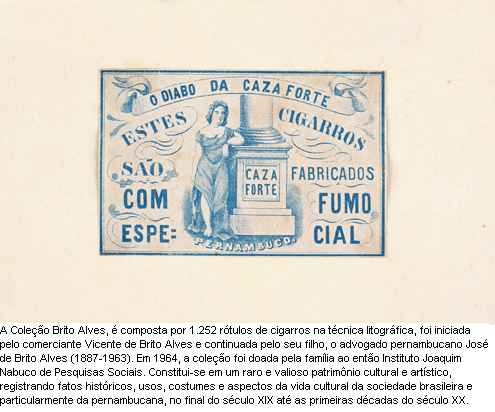 O DIABO DA CAZA FORTE
ESTES CIGARROS
SÃO FABRICADOS
CAZA
FORTE
COM FUMO
ESPE= CIAL
PERNAMBUCO.
A Coleção Brito Alves, é composta por 1.252 rótulos de cigarros na técnica litográfica, foi iniciada
pelo comerciante Vicente de Brito Alves e continuada pelo seu filho, o advogado pernambucano José
de Brito Alves (1887-1963). Em 1964, a coleção foi doada pela família ao então Instituto Joaquim
Nabuco de Pesquisas Sociais. Constitui-se em um raro e valioso patrimônio cultural e artístico,
registrando fatos históricos, usos, costumes e aspectos da vida cultural da sociedade brasileira e
particularmente da pernambucana, no final do século XIX até as primeiras décadas do século XX.